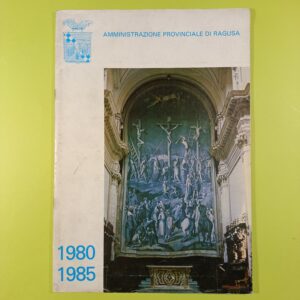 AMMINISTRAZIONE PROVINCIALE DI RAGUSA
1980
1985